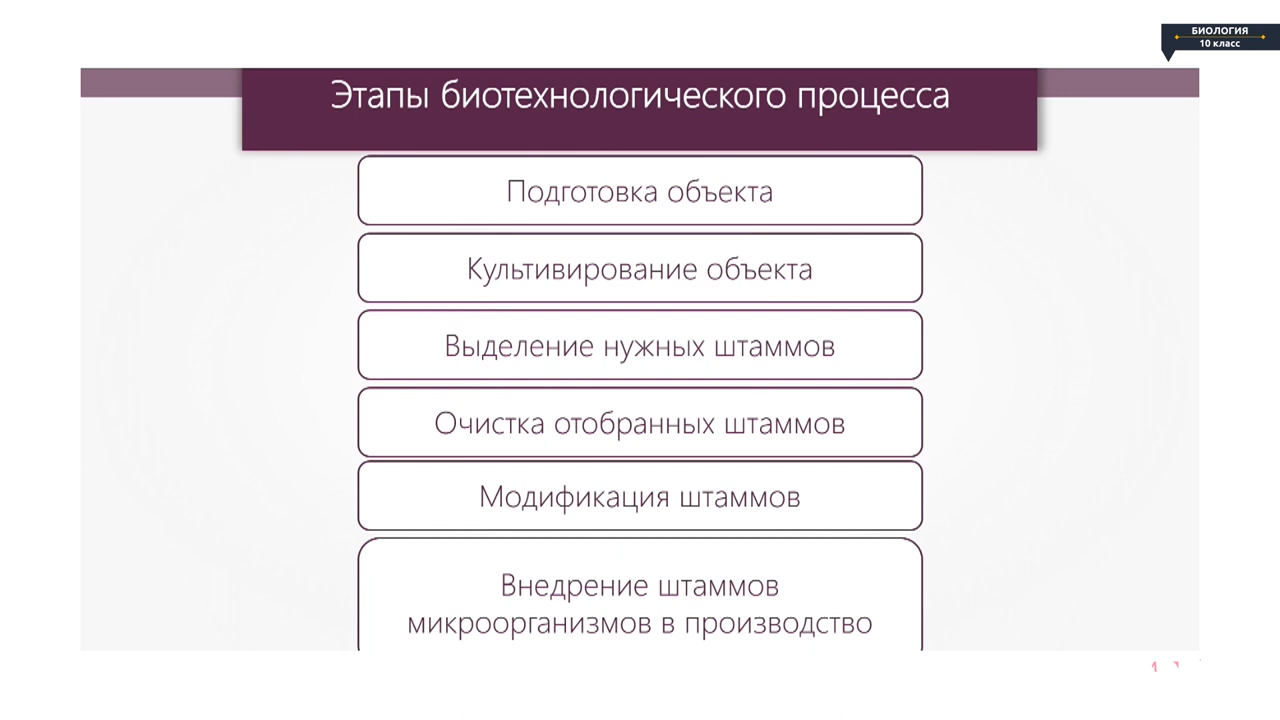 БИОЛОГИЯ
10 класс
Этапы биотехнологического процесса
Подготовка объекта
Культивирование объекта
Выделение нужных штаммов
Очистка отобранных штаммов
Модификация штаммов
Внедрение штаммов
микроорганизмов в производство